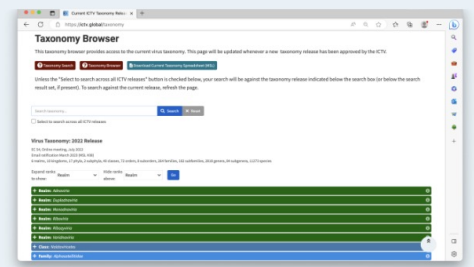 Current ICTV Taxonomy Relea
https://ictv.global/taxonomy
Taxonomy Browser
This taxonomy browser provides access to the current virus taxonomy. This page will be updated whenever a new taxonomy release has been approved by the ICTV.
Taxonomy Search
Taxonomy Browser
Download Current Taxonomy Spreadsheet (MSL)
Unless the "Select to search across all ICTV releases" button is checked below, your search will be against the taxonomy release indicated below the search box (or below the search
result set, if present). To search against the current release, refresh the page.
Search taxonomy
Search
Reset
Select to search across all ICTV releases
Virus Taxonomy: 2022 Release
Expand ranks
to show:
Realm
Hide ranks
above:
Realm
Go
Realm: Adnaviria
Realm: Duplodnaviria
Realm: Monodnaviria
Realm: Riboviria
Realm: Ribozyviria
Realm: Varidnaviria
Class: Naldaviricetes